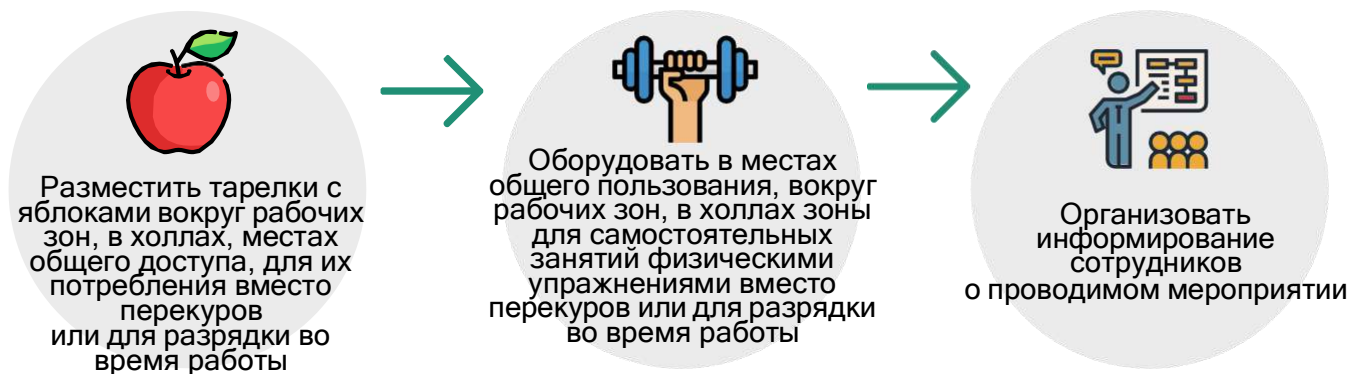 Разместить тарелки с
яблоками вокруг рабочих
зон, в холлах, местах
общего доступа, для их
потребления вместо
перекуров
или для разрядки во
время работы
Оборудовать в местах
общего пользования, вокруг
рабочих зон, в холлах зоны
для самостоятельных
занятий физическими
упражнениями вместо
перекуров или для разрядки
во время работы
Организовать
информирование
сотрудников
о проводимом мероприятии